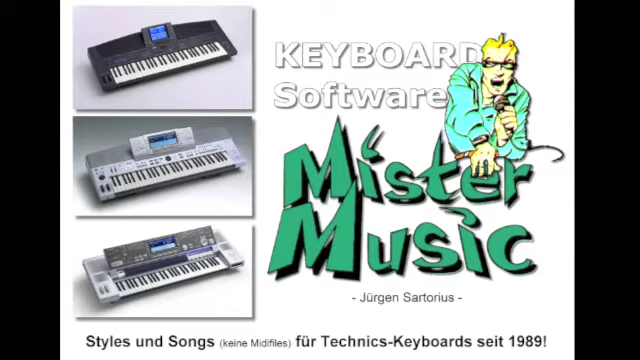 KEYBOARD
Software
Mister
Music
- Jürgen Sartorius -
Styles und Songs (keine Midifiles) für Technics-Keyboards seit 1989!